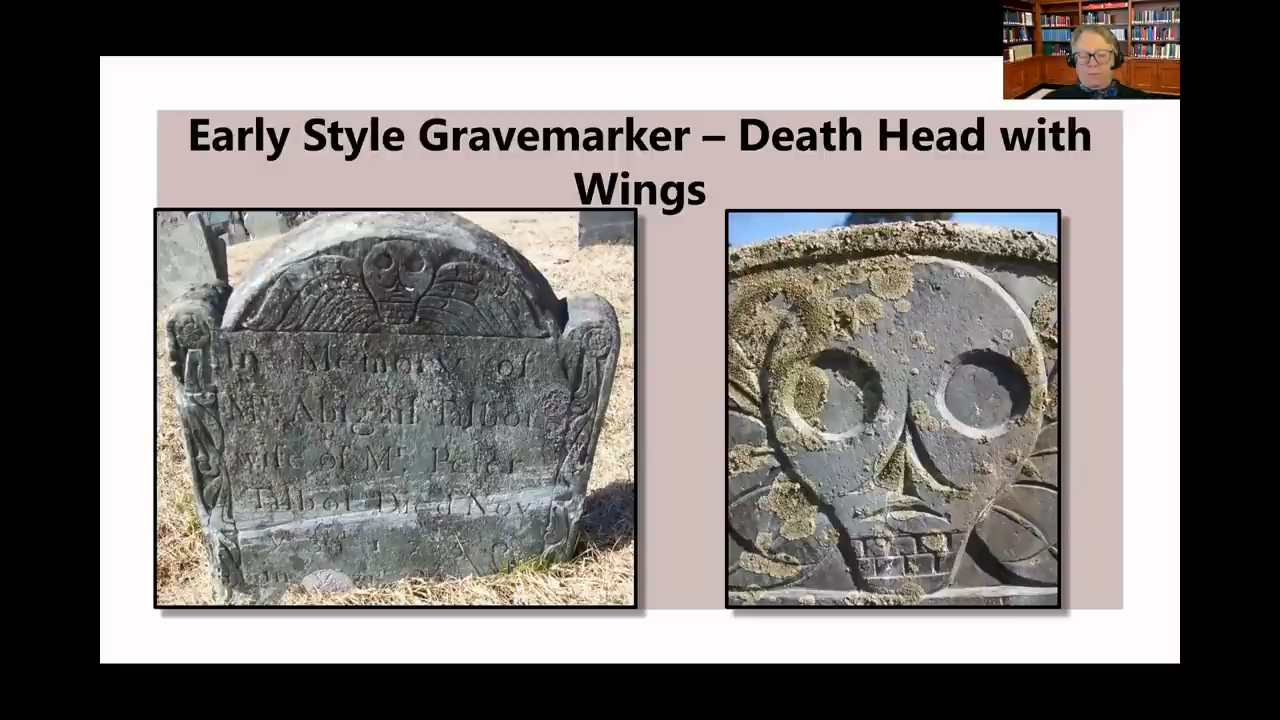 Early Style Gravemarker – Death Head with
Wings
In Memory of
Mrs Abigail Talbot
wife of Mr Peter
Talbot Died Nov